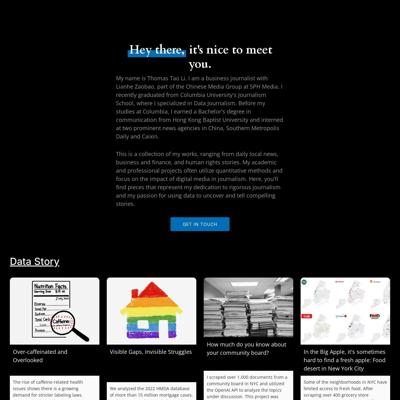 Hey there, it's nice to meet
you.
My name is Thomas Tao Li. I am a business journalist with
Lianhe Zaobao, part of the Chinese Media Group at SPH Media. I
recently graduated from Columbia University's Journalism
School, where I specialized in Data Journalism. Before my
studies at Columbia, I earned a Bachelor's degree in
communication from Hong Kong Baptist University and interned
at two prominent news agencies in China, Southern Metropolis
Daily and Caixin.
This is a collection of my works, ranging from daily local news,
business and finance, and human rights stories. My academic
and professional projects often utilize quantitative methods and
focus on the impact of digital media in journalism. Here, you'll
find pieces that represent my dedication to rigorous journalism
and my passion for using data to uncover and tell compelling
stories.
GET IN TOUCH
Data Story
Nutrition Facts
Caffeine
Over-caffeinated and
Overlooked
Visible Gaps, Invisible Struggles
How much do you know about
your community board?
In the Big Apple, it's sometimes
hard to find a fresh apple: Food
desert in New York City
The rise of caffeine-related health
issues shows there is a growing
demand for stricter labeling laws.
We analyzed the 2022 HMDA database
of more than 15 million mortgage cases.
I scraped over 1,000 documents from a
community board in NYC and utilized
the OpenAI API to analyze the topics
under discussion. This project was
Some of the neighborhoods in NYC have
limited access to fresh food.
After scraping over 400 grocery store